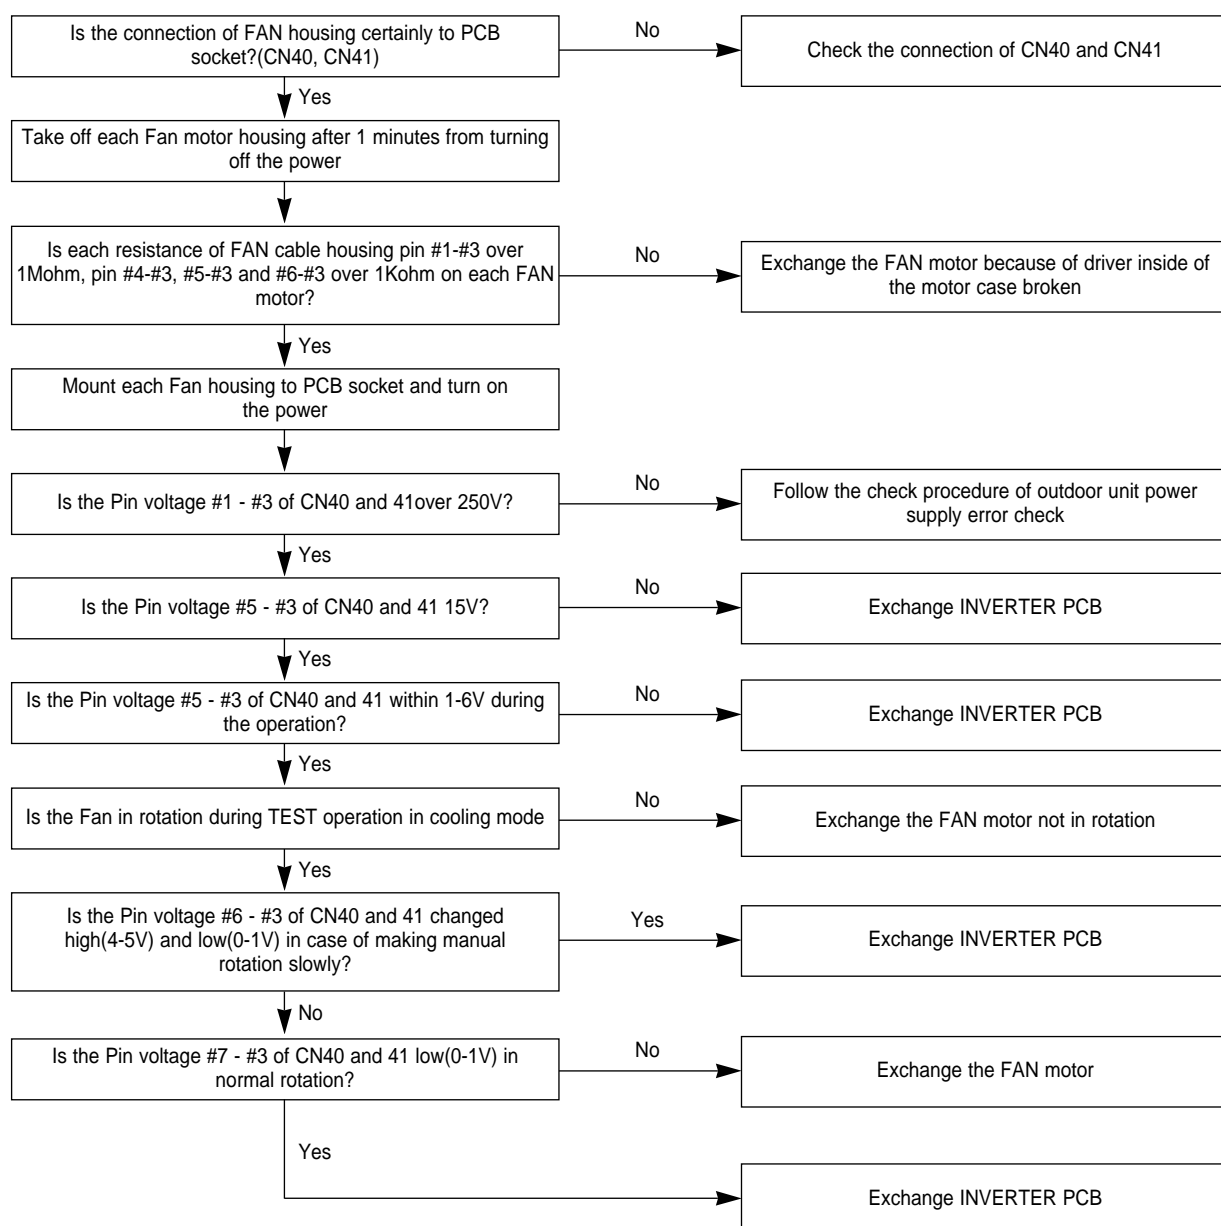 Is the connection of FAN housing certainly to PCB
socket?(CN40, CN41)
No
Check the connection of CN40 and CN41
Yes
Take off each Fan motor housing after 1 minutes from turning
off the power
Is each resistance of FAN cable housing pin #1-#3 over
1Mohm, pin #4-#3, #5-#3 and #6-#3 over 1Kohm on each FAN
motor?
No
Exchange the FAN motor because of driver inside of
the motor case broken
Yes
Mount each Fan housing to PCB socket and turn on
the power
Is the Pin voltage #1 - #3 of CN40 and 41over 250V?
No
Follow the check procedure of outdoor unit power
supply error check
Yes
Is the Pin voltage #5 - #3 of CN40 and 41 15V?
No
Exchange INVERTER PCB
Yes
Is the Pin voltage #5 - #3 of CN40 and 41 within 1-6V during
the operation?
No
Exchange INVERTER PCB
Yes
Is the Fan in rotation during TEST operation in cooling mode
No
Exchange the FAN motor not in rotation
Yes
Is the Pin voltage #6 - #3 of CN40 and 41 changed
high(4-5V) and low(0-1V) in case of making manual
rotation slowly?
Yes
Exchange INVERTER PCB
No
Is the Pin voltage #7 - #3 of CN40 and 41 low(0-1V) in
normal rotation?
No
Exchange the FAN motor
Yes
Exchange INVERTER PCB